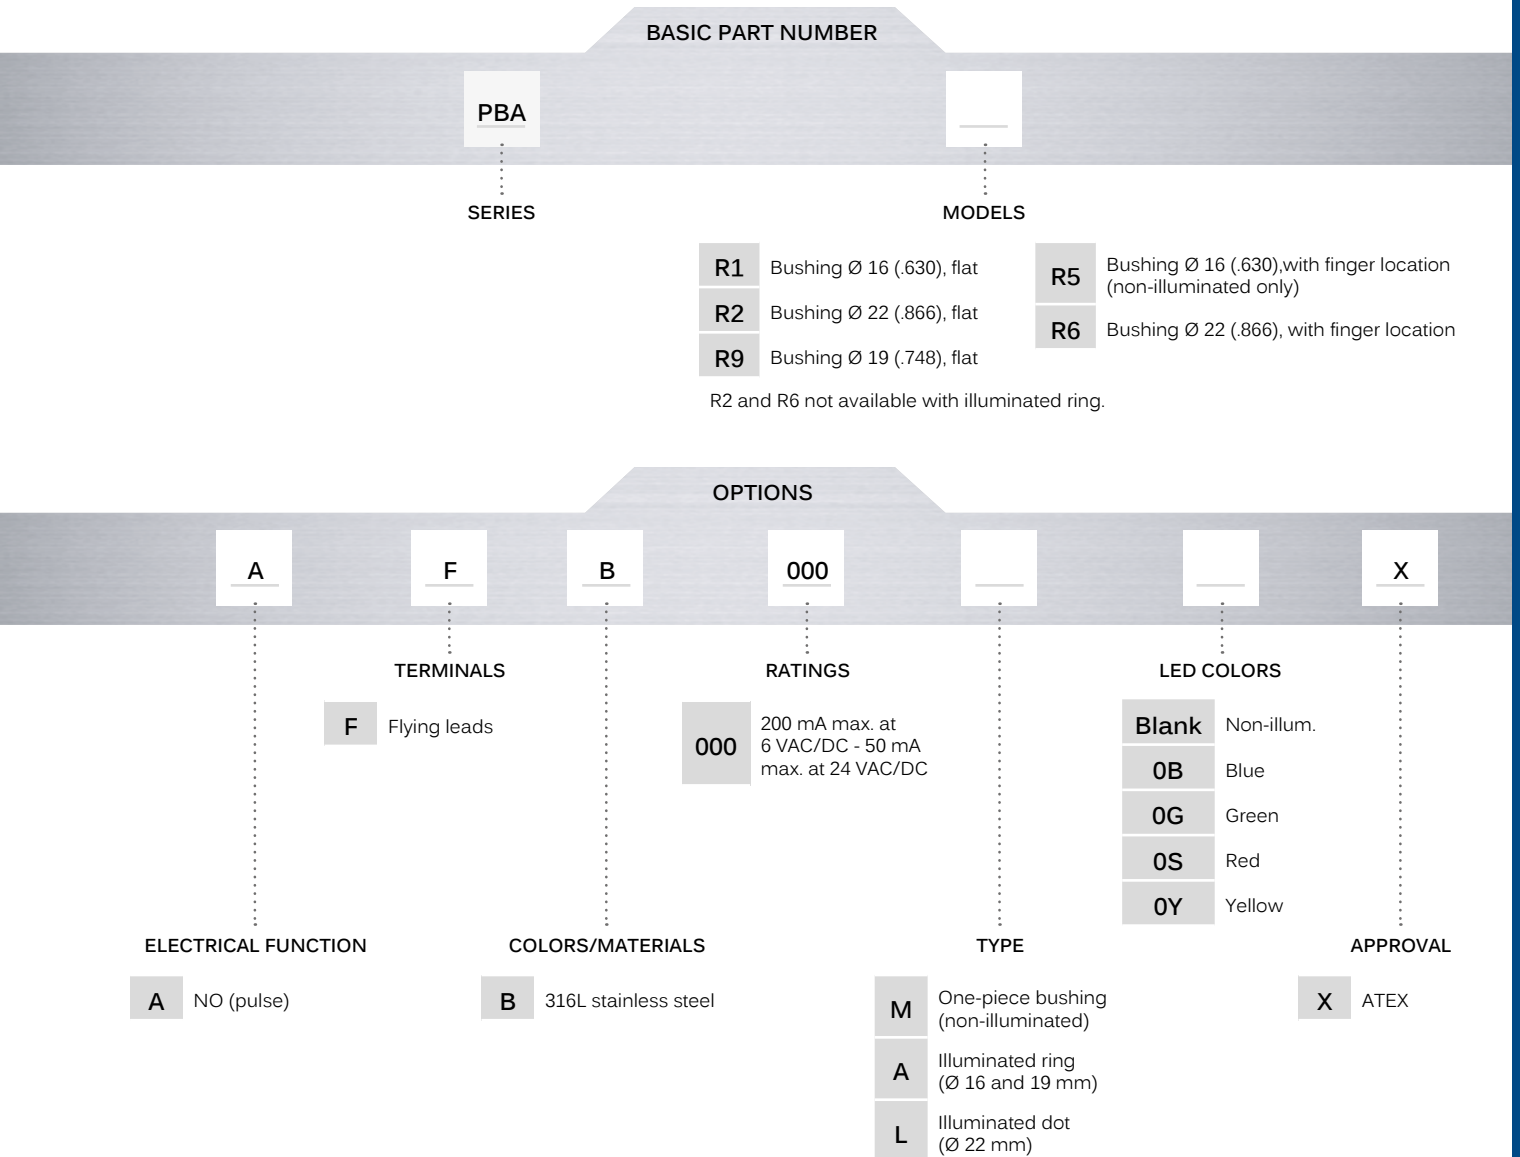 BASIC PART NUMBER
PBA
SERIES
MODELS
R1 Bushing Ø 16 (.630), flat
R2 Bushing Ø 22 (.866), flat
R9 Bushing Ø 19 (.748), flat
R5 Bushing Ø 16 (.630),with finger location
(non-illuminated only)
R6 Bushing Ø 22 (.866), with finger location
R2 and R6 not available with illuminated ring.
OPTIONS
A F B 000 X
TERMINALS
F Flying leads
RATINGS
000 200 mA max. at
6 VAC/DC - 50 mA
max. at 24 VAC/DC
LED COLORS
Blank Non-illum.
0B Blue
0G Green
0S Red
0Y Yellow
ELECTRICAL FUNCTION
A NO (pulse)
COLORS/MATERIALS
B 316L stainless steel
TYPE
M One-piece bushing
(non-illuminated)
A Illuminated ring
(Ø 16 and 19 mm)
L Illuminated dot
(Ø 22 mm)
APPROVAL
X ATEX